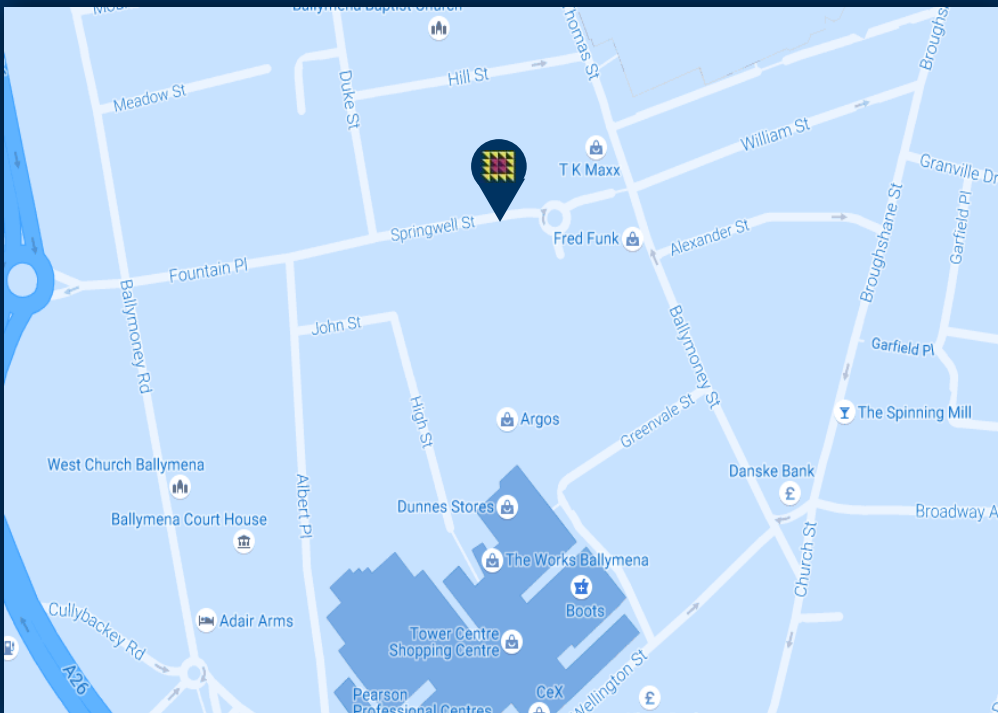 Ballymena Baptist Church
Thomas St
Hill St
Meadow St
Duke St
William St
T K Maxx
Granville Dr
Garfield Pl
Springwell St
Fred Funk
Alexander St
Broughshane St
Fountain Pl
Ballymoney Rd
John St
Ballymoney St
Garfield Pl
High St
Argos
Greenvale St
The Spinning Mill
West Church Ballymena
Danske Bank
£
Albert Pl
Dunnes Stores
Ballymena Court House
Broadway A
The Works Ballymena
Church St
Boots
Cullybackey Rd
Adair Arms
Tower Centre
Shopping Centre
A26
Wellington St
Pearson
Professional Centres
CeX
£